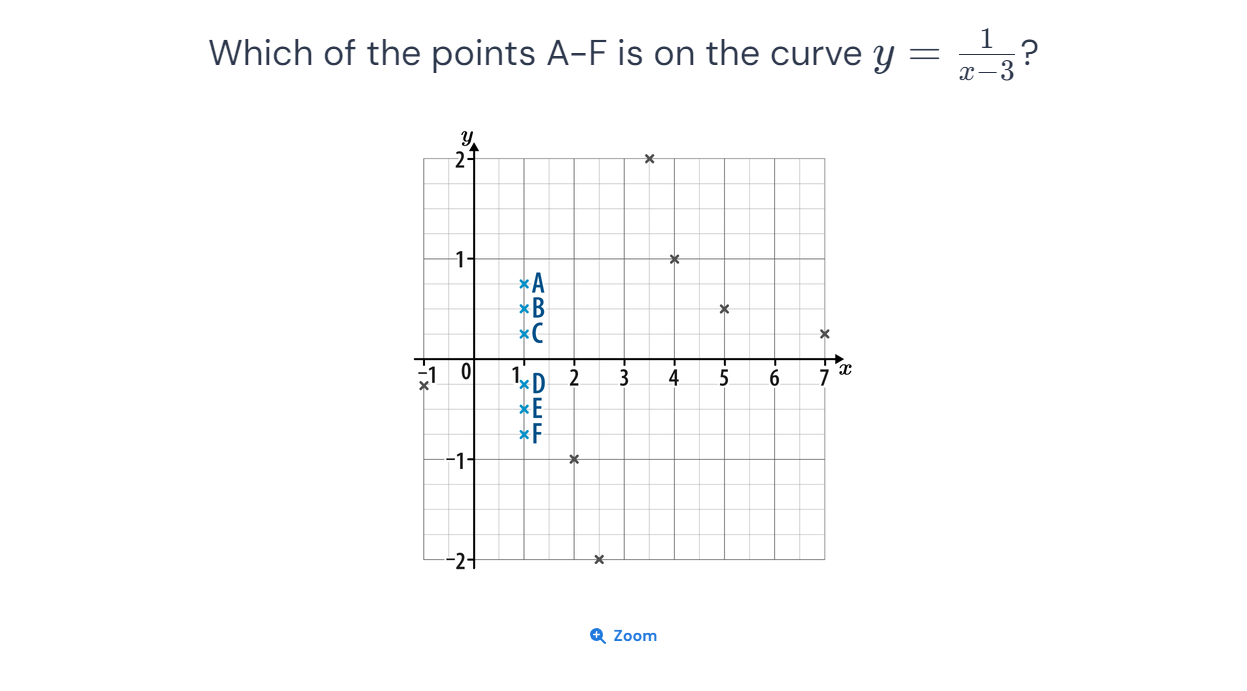 Which of the points A–F is on the curve y = 1/(x−3)?
y
2
1
A
B
C
−1 0 1 2 3 4 5 6 7 x
D
E
F
−1
−2
Zoom